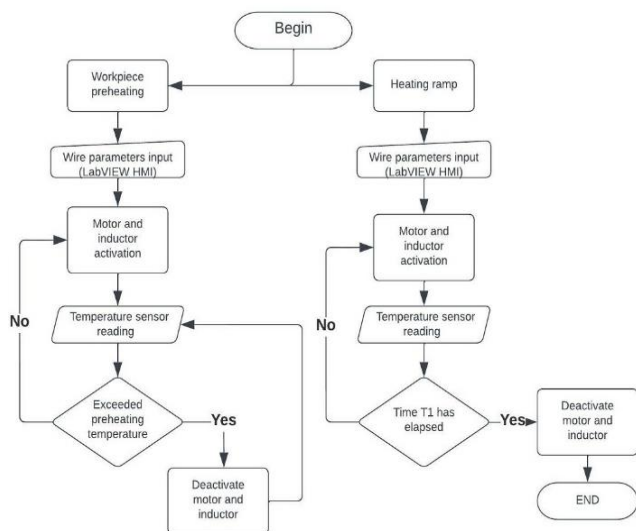 Begin
Workpiece
preheating
Wire parameters input
(LabVIEW HMI)
Motor and
inductor
activation
Temperature sensor
reading
Exceeded
preheating
temperature
No
Yes
Deactivate
motor and
inductor
Heating ramp
Wire parameters input
(LabVIEW HMI)
Motor and
inductor
activation
Temperature sensor
reading
Time T1 has
elapsed
No
Yes
Deactivate
motor and
inductor
END